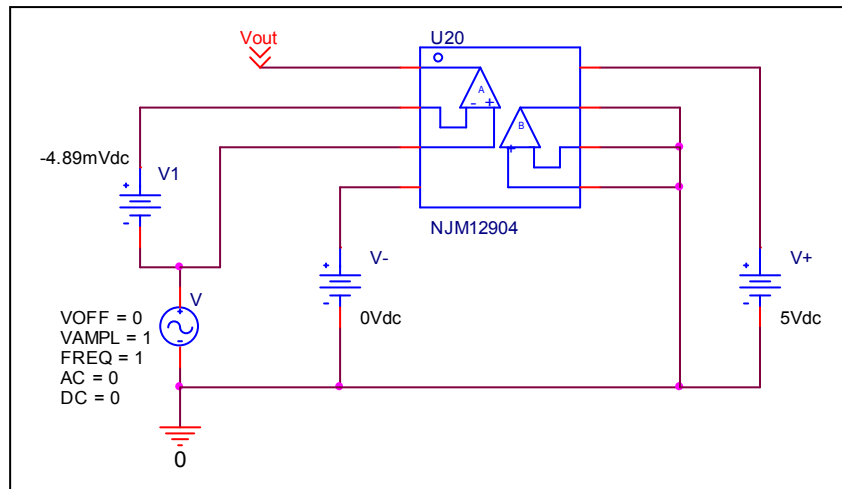 Vout
U20
A
- +
B
+
-4.89mVdc
+
V1
-
NJM12904
V-
+
-
0Vdc
V+
+
-
5Vdc
V
+
-
VOFF = 0
VAMPL = 1
FREQ = 1
AC = 0
DC = 0
0